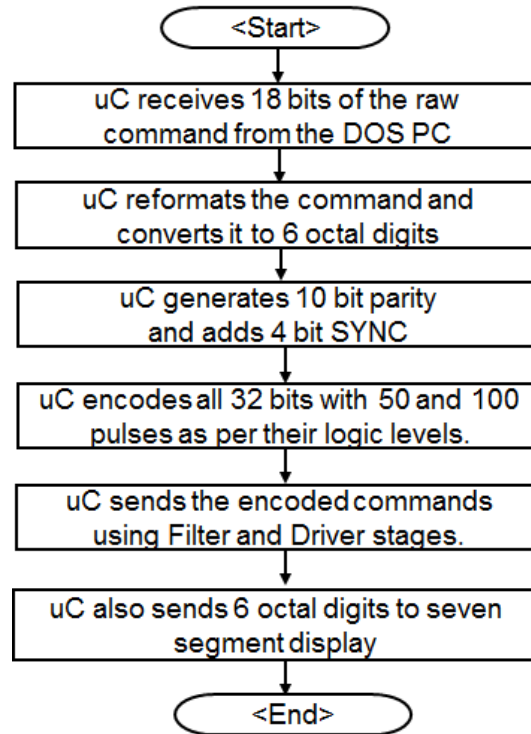 <Start>
uC receives 18 bits of the raw
command from the DOS PC
uC reformats the command and
converts it to 6 octal digits
uC generates 10 bit parity
and adds 4 bit SYNC
uC encodes all 32 bits with 50 and 100
pulses as per their logic levels.
uC sends the encoded commands
using Filter and Driver stages.
uC also sends 6 octal digits to seven
segment display
<End>